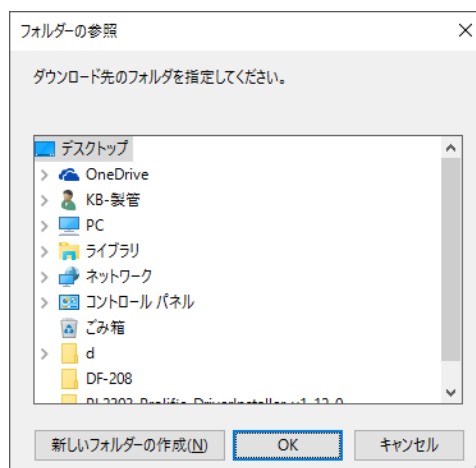 フォルダーの参照
ダウンロード先のフォルダを指定してください。
デスクトップ
OneDrive
KB-製管
PC
ライブラリ
ネットワーク
コントロール パネル
ごみ箱
d
DF-208
PL2303_Prolific_DriverInstaller_v1_12_0
新しいフォルダーの作成(N)
OK
キャンセル